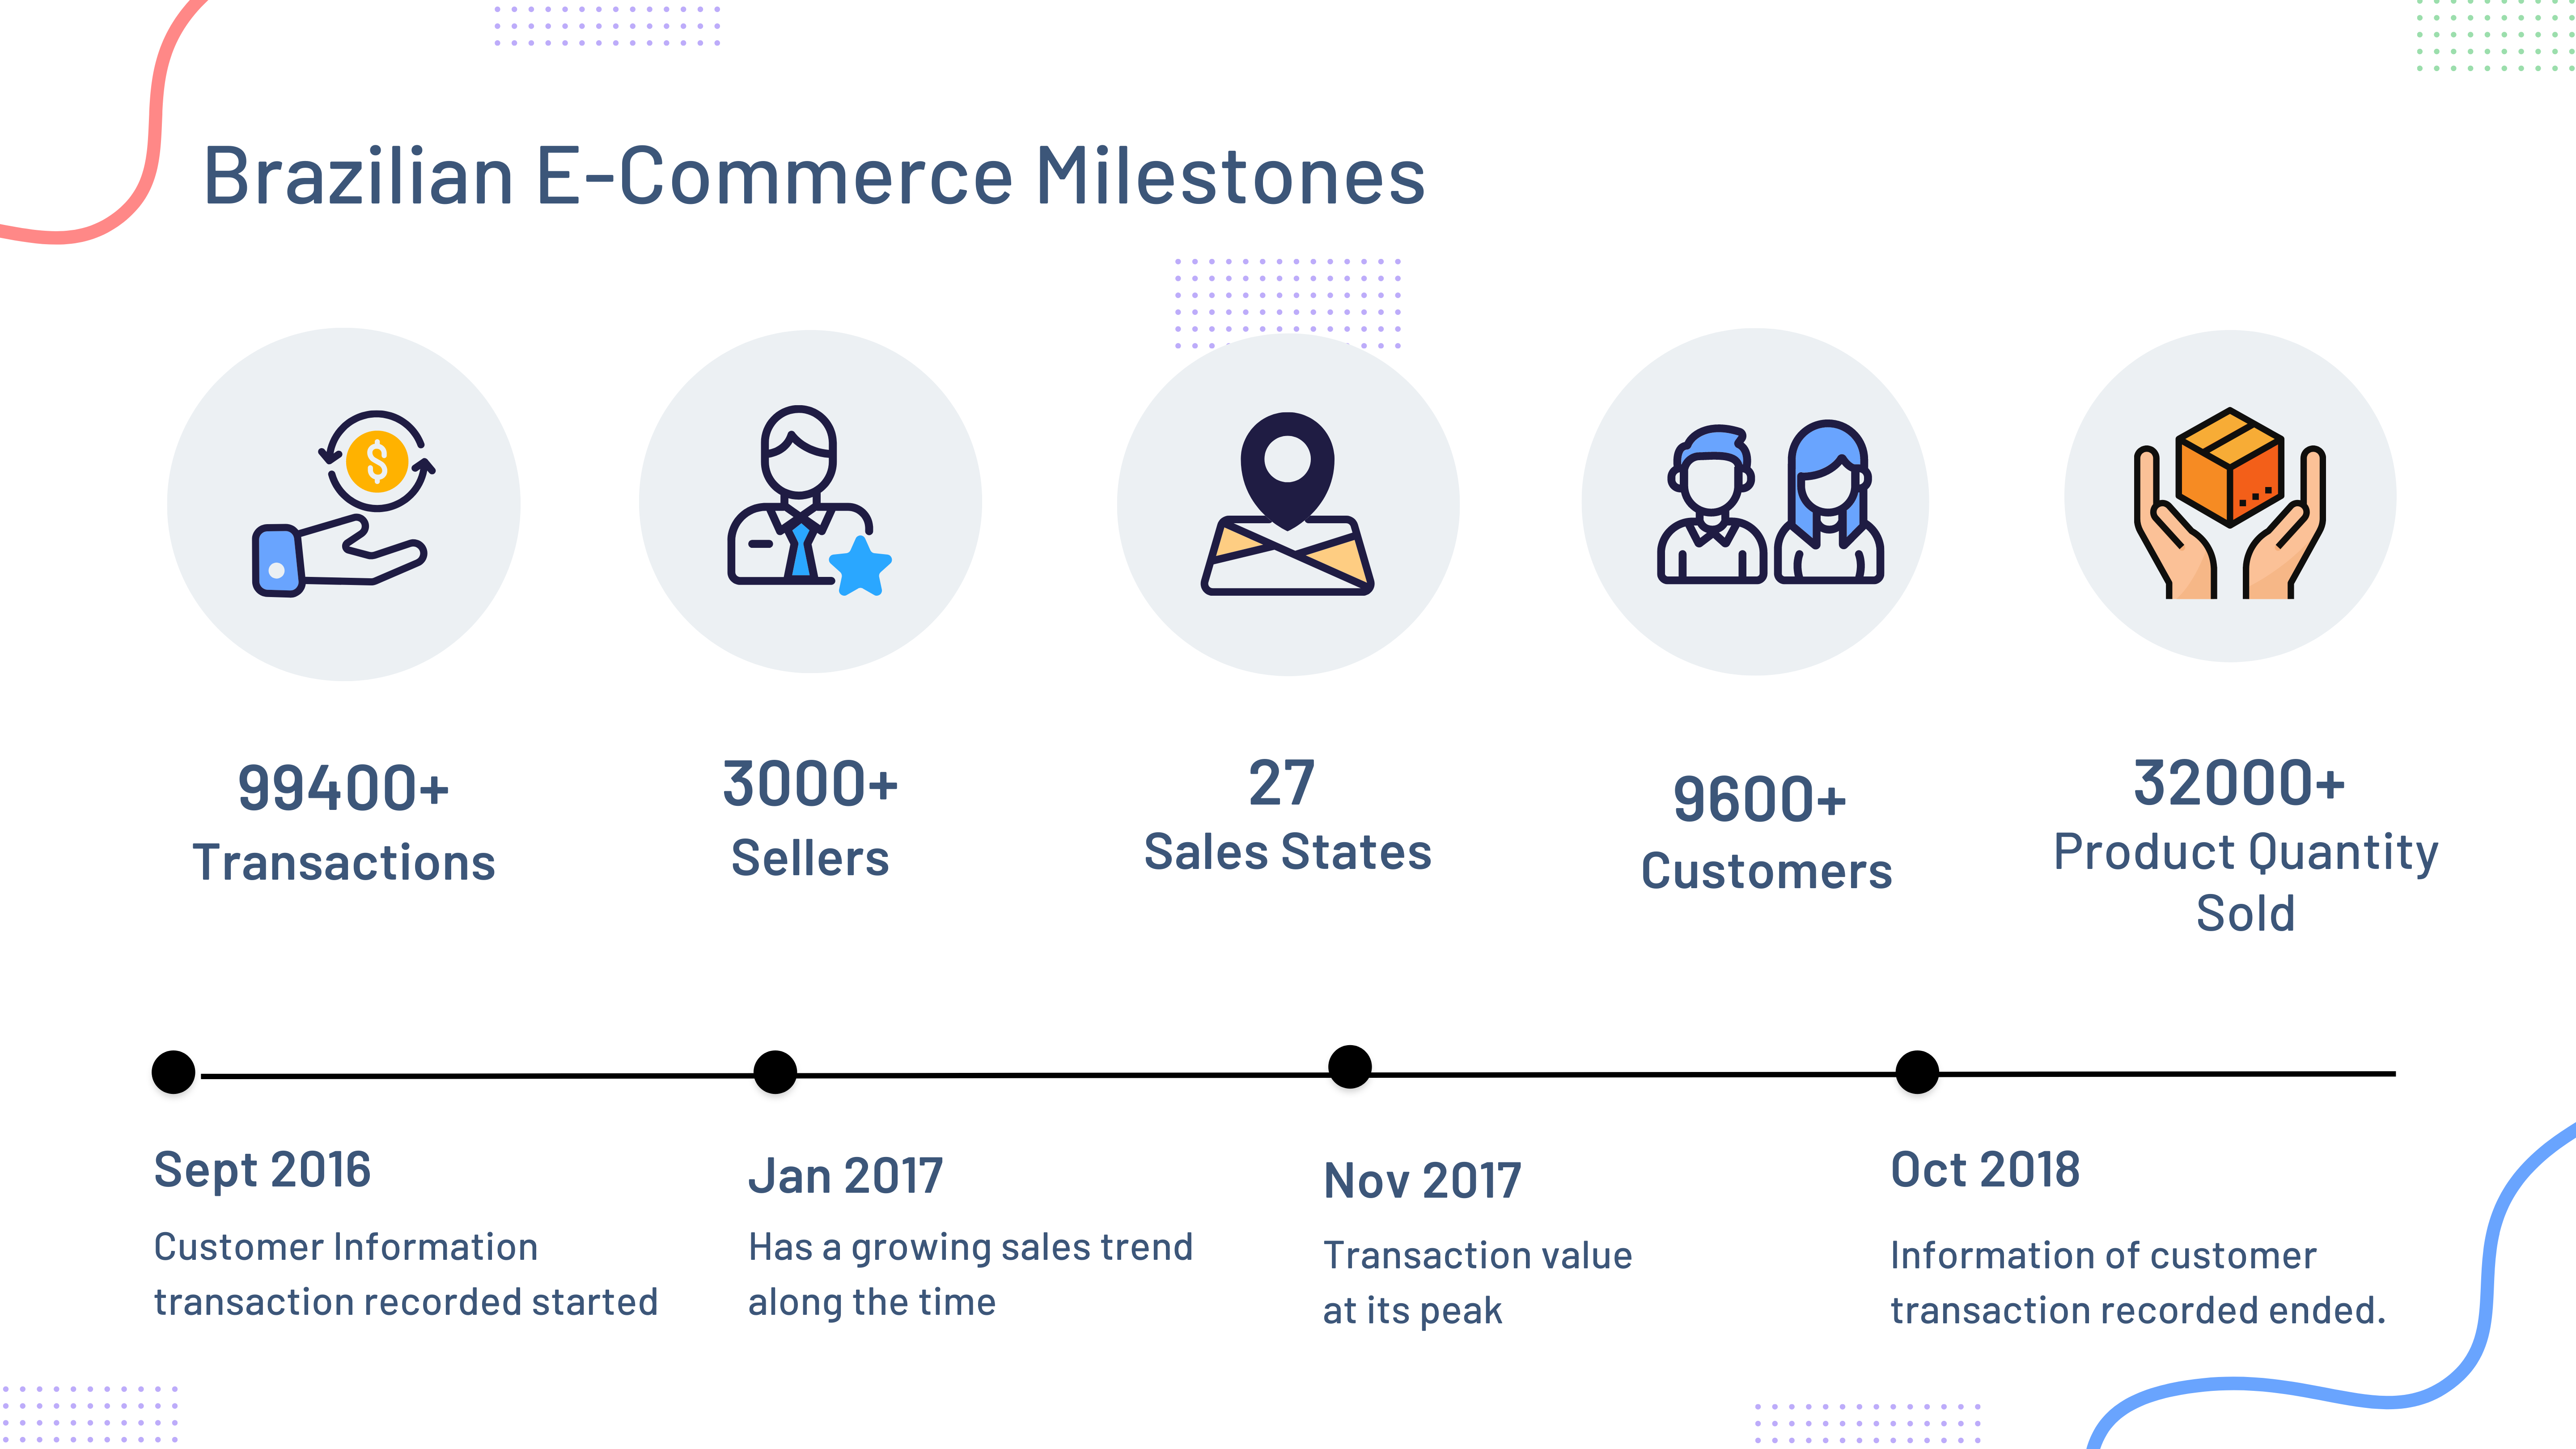 Brazilian E-Commerce Milestones
$
99400+
Transactions
3000+
Sellers
27
Sales States
9600+
Customers
32000+
Product Quantity
Sold
Sept 2016
Customer Information
transaction recorded started
Jan 2017
Has a growing sales trend
along the time
Nov 2017
Transaction value
at its peak
Oct 2018
Information of customer
transaction recorded ended.